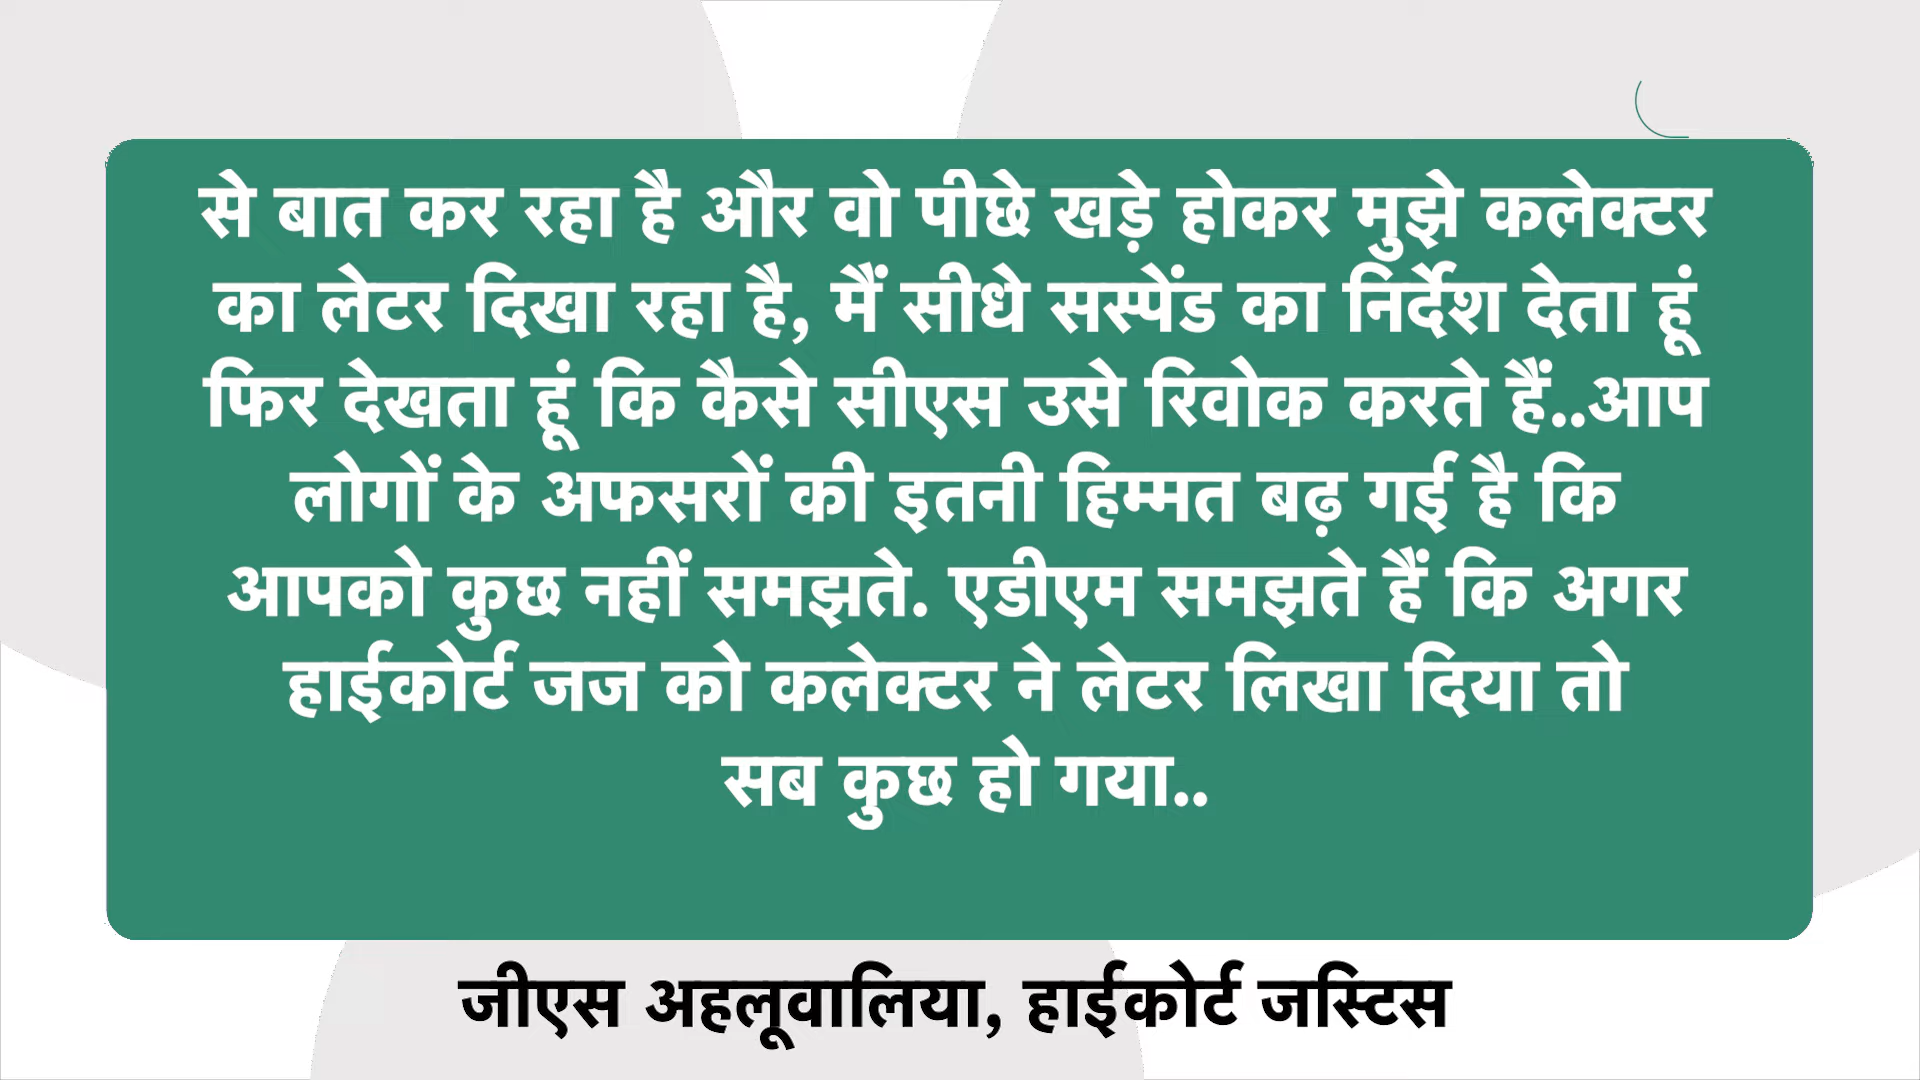 से बात कर रहा है और वो पीछे खड़े होकर मुझे कलेक्टर
का लेटर दिखा रहा है, मैं सीधे सस्पेंड का निर्देश देता हूं
फिर देखता हूं कि कैसे सीएस उसे रिवोक करते हैं..आप
लोगों के अफसरों की इतनी हिम्मत बढ़ गई है कि
आपको कुछ नहीं समझते. एडीएम समझते हैं कि अगर
हाईकोर्ट जज को कलेक्टर ने लेटर लिखा दिया तो
सब कुछ हो गया..
जीएस अहलूवालिया, हाईकोर्ट जस्टिस